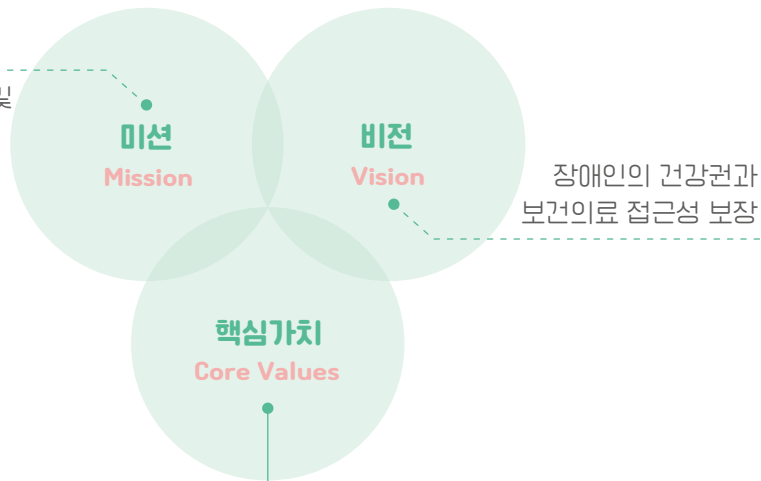 및
미션
Mission
비전
Vision
장애인의 건강권과
보건의료 접근성 보장
핵심가치
Core Values